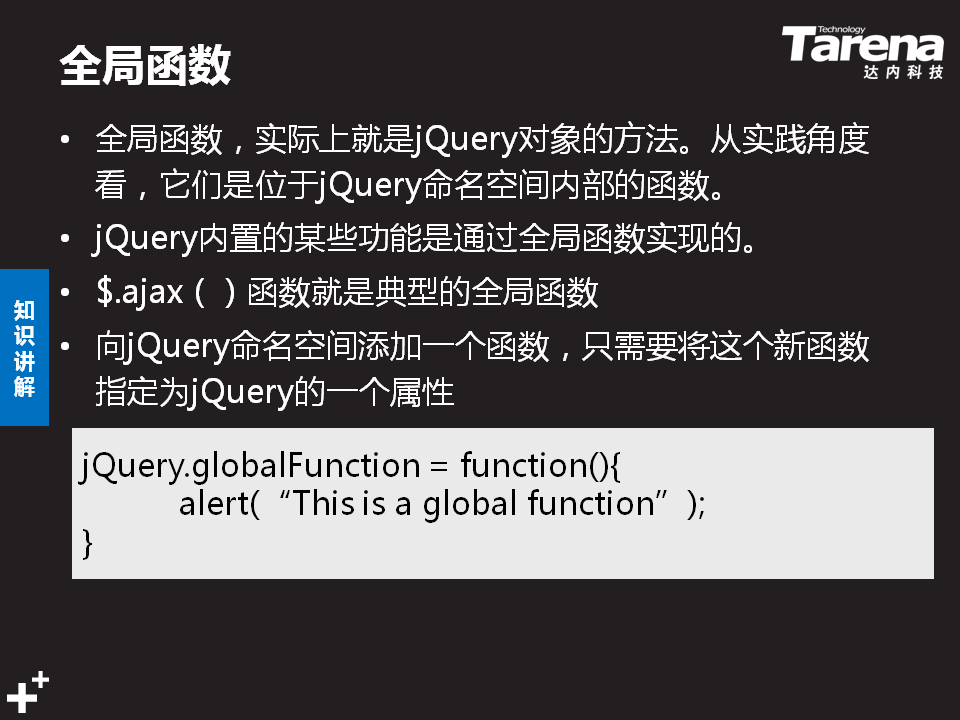 全局函数
Technology
Tarena
达内科技
• 全局函数，实际上就是jQuery对象的方法。从实践角度
看，它们是位于jQuery命名空间内部的函数。
• jQuery内置的某些功能是通过全局函数实现的。
• $.ajax（）函数就是典型的全局函数
• 向jQuery命名空间添加一个函数，只需要将这个新函数
指定为jQuery的一个属性
知识讲解
jQuery.globalFunction = function(){
alert(“This is a global function”);
}